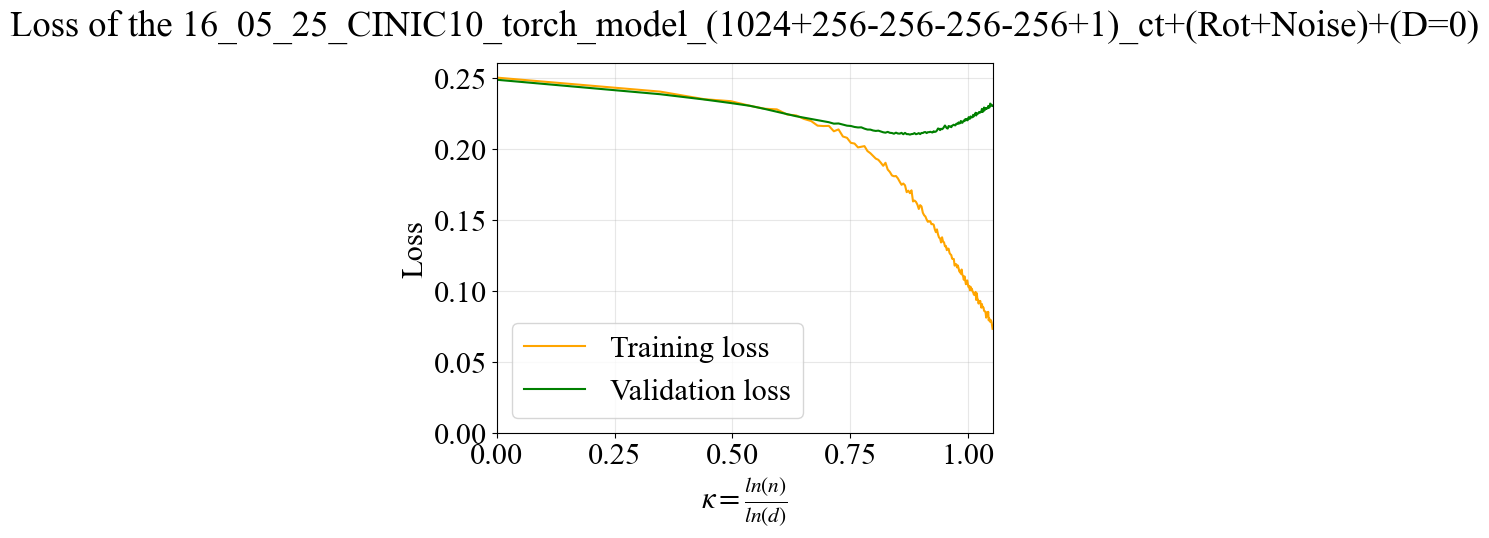 Loss of the 16_05_25_CINIC10_torch_model_(1024+256-256-256-256+1)_ct+(Rot+Noise)+(D=0)
0.25
0.20
0.15
0.10
0.05
0.00
Loss
Training loss
Validation loss
0.00 0.25 0.50 0.75 1.00
κ = ln(n)/ln(d)